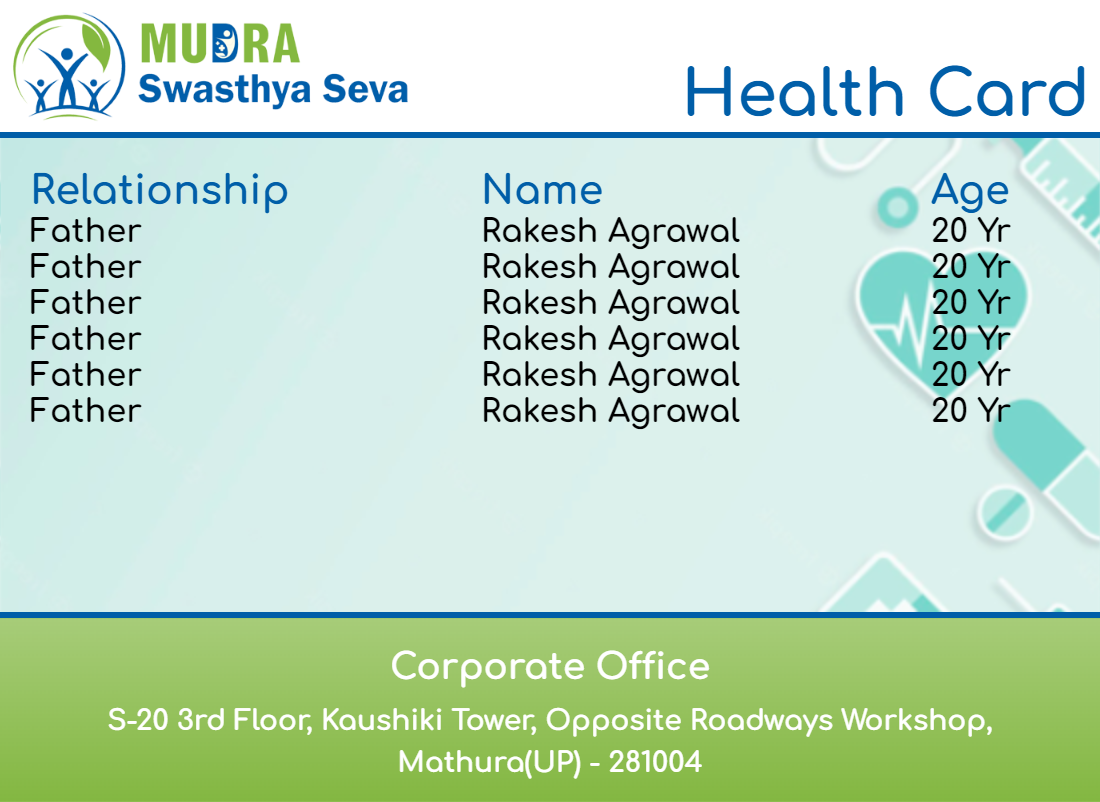 MUDRA
Swasthya Seva
Health Card
Relationship Name Age
Father Rakesh Agrawal 20 Yr
Father Rakesh Agrawal 20 Yr
Father Rakesh Agrawal 20 Yr
Father Rakesh Agrawal 20 Yr
Father Rakesh Agrawal 20 Yr
Father Rakesh Agrawal 20 Yr
Corporate Office
S-20 3rd Floor, Kaushiki Tower, Opposite Roadways Workshop,
Mathura(UP) - 281004